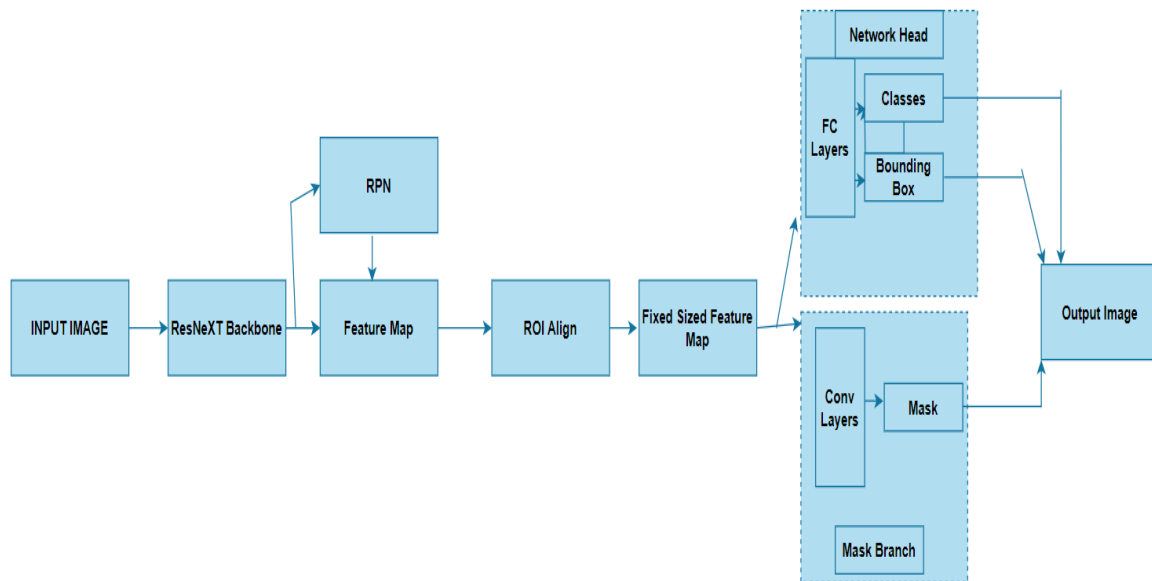 Network Head
FC
Layers
Classes
Bounding
Box
RPN
INPUT IMAGE
ResNeXT Backbone
Feature Map
ROI Align
Fixed Sized Feature
Map
Output Image
Conv
Layers
Mask
Mask Branch